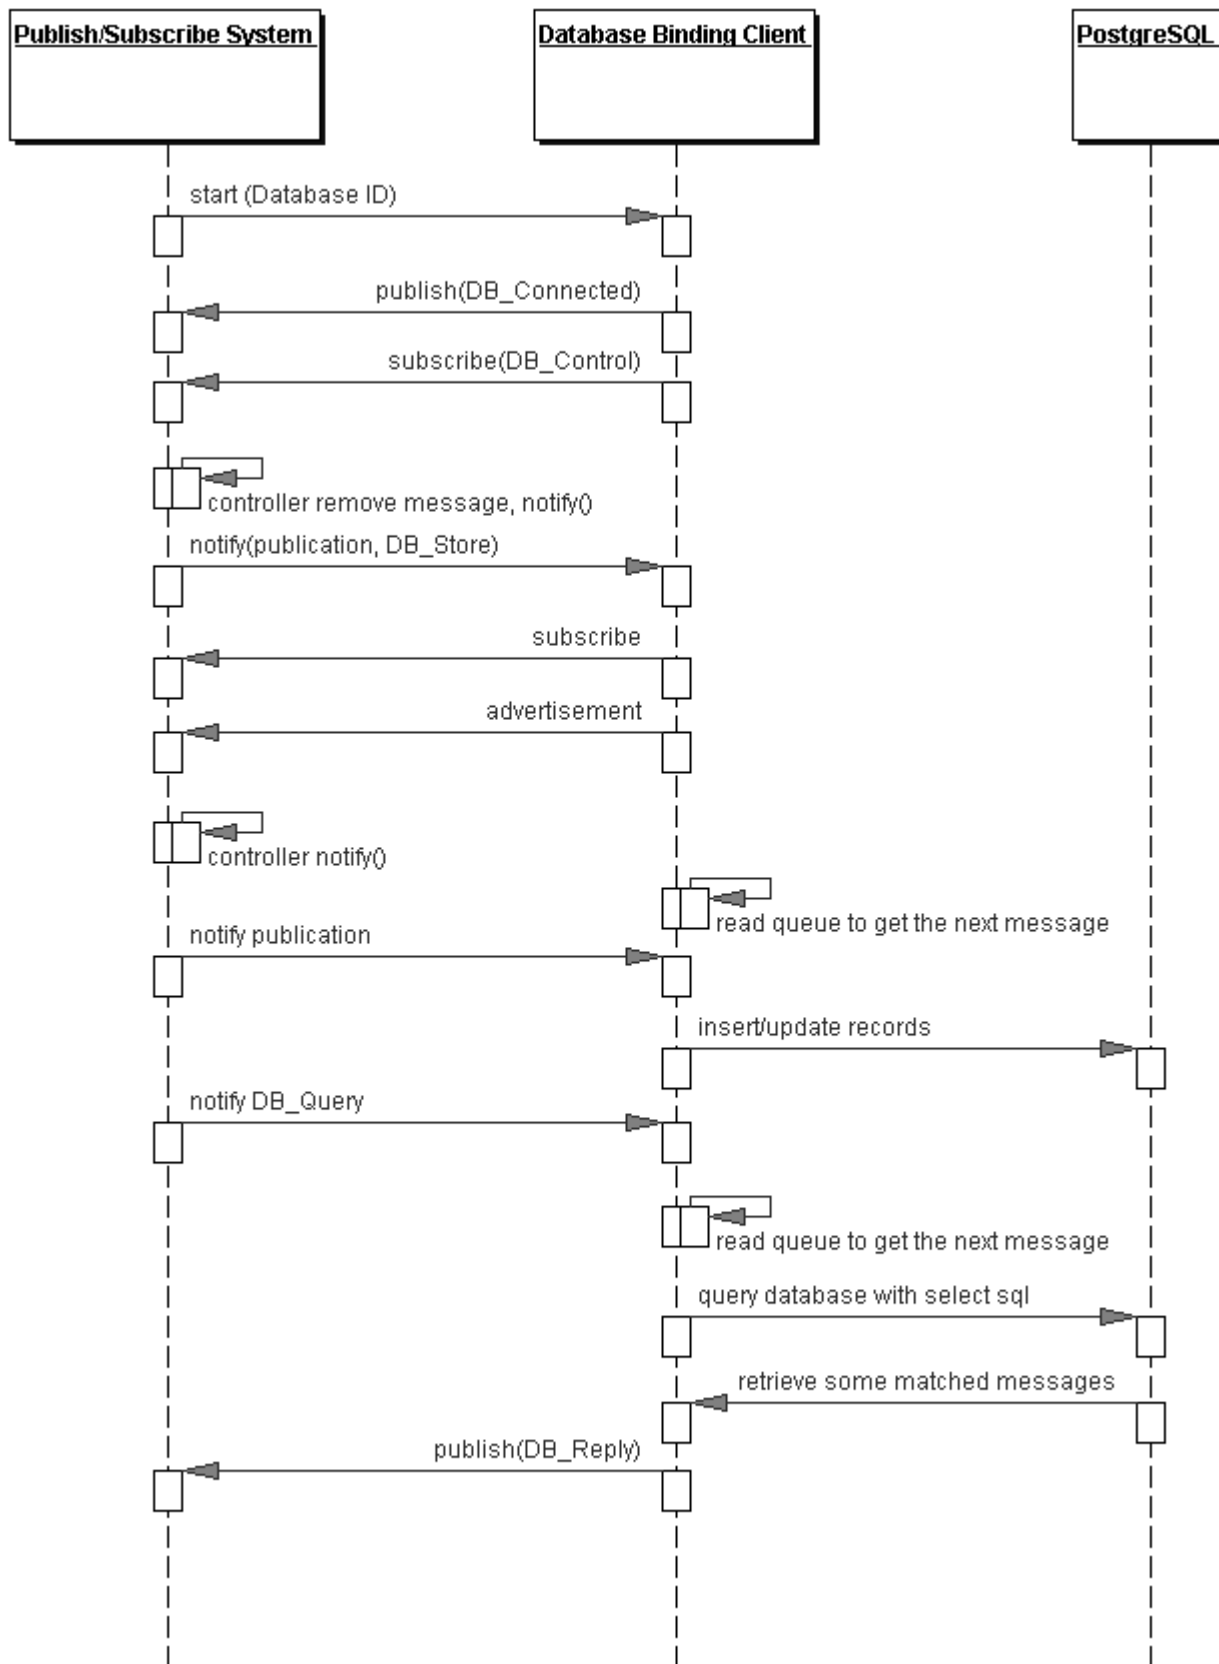 Publish/Subscribe System
Database Binding Client
PostgreSQL
start (Database ID)
publish(DB_Connected)
subscribe(DB_Control)
controller remove message, notify()
notify(publication, DB_Store)
subscribe
advertisement
controller notify()
read queue to get the next message
notify publication
insert/update records
notify DB_Query
read queue to get the next message
query database with select sql
retrieve some matched messages
publish(DB_Reply)